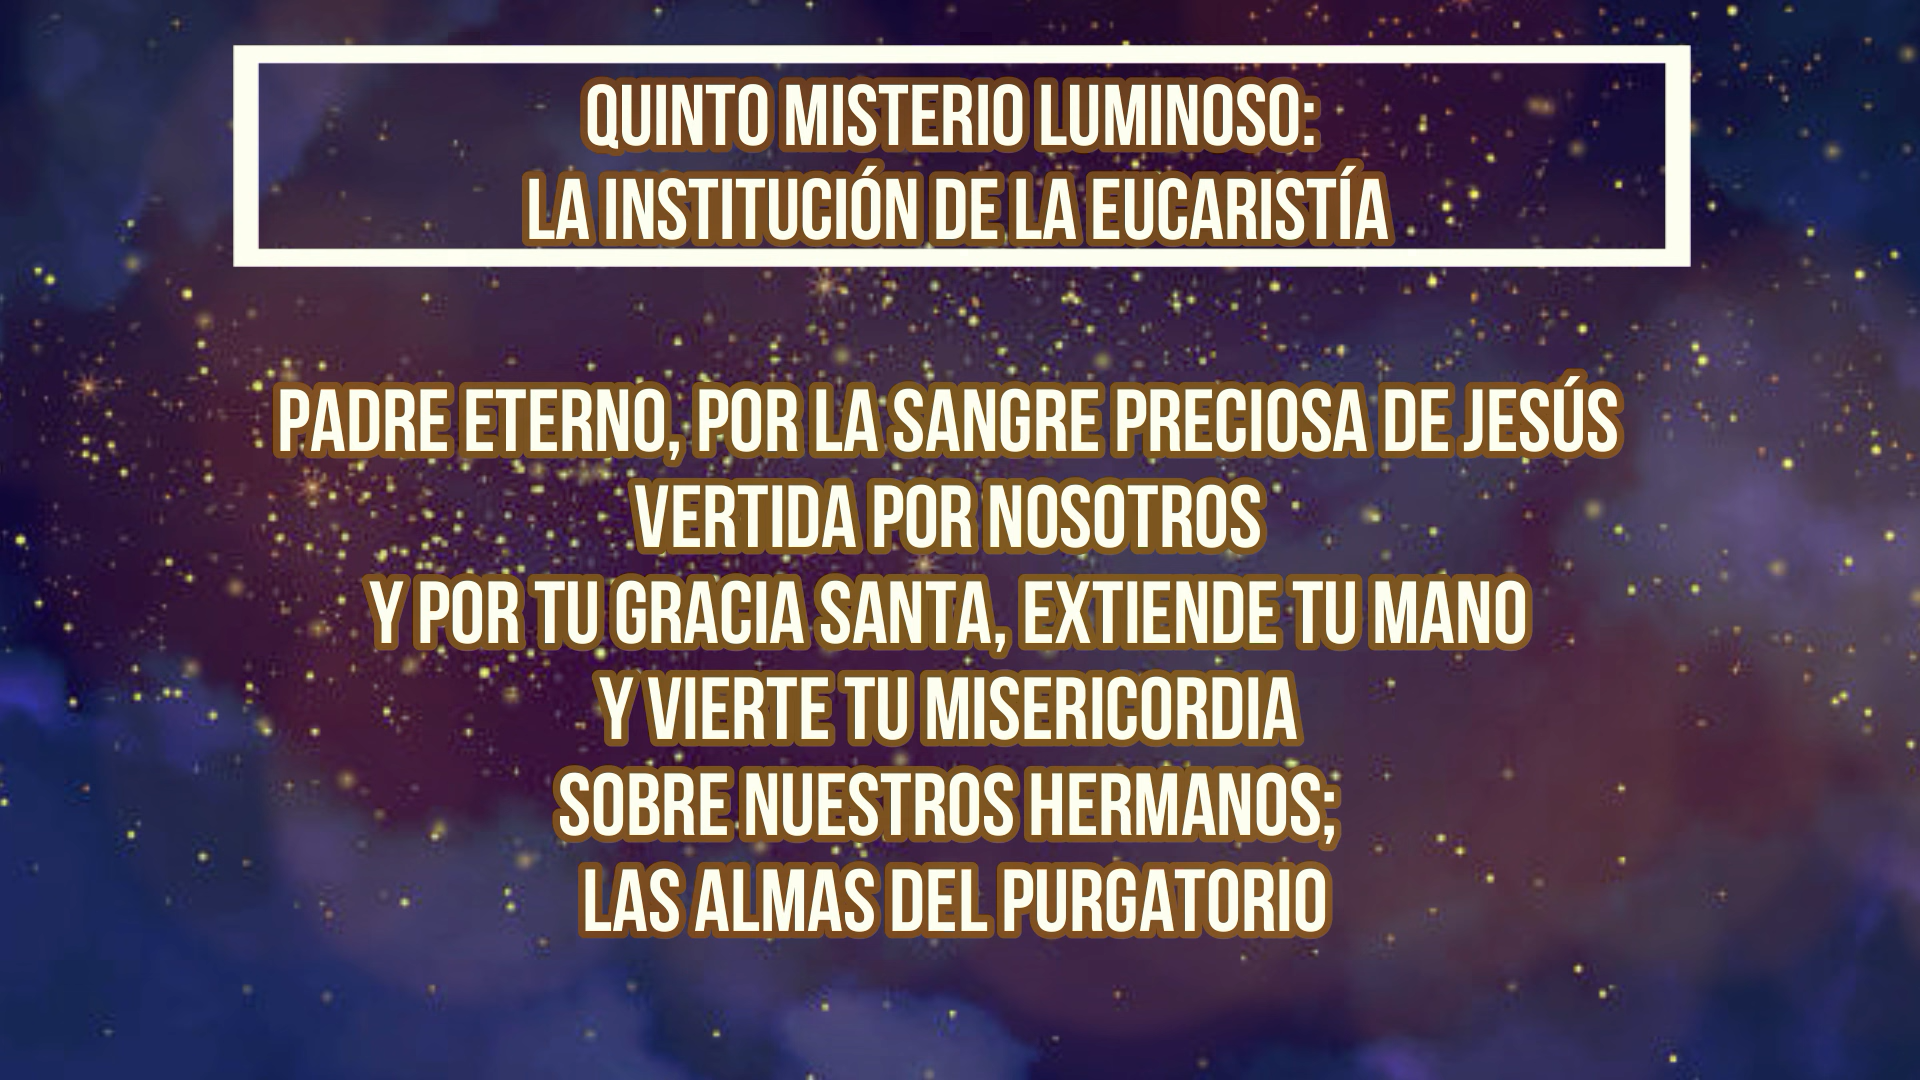 QUINTO MISTERIO LUMINOSO:
LA INSTITUCIÓN DE LA EUCARISTÍA
PADRE ETERNO, POR LA SANGRE PRECIOSA DE JESÚS
VERTIDA POR NOSOTROS
Y POR TU GRACIA SANTA, EXTIENDE TU MANO
Y VIERTE TU MISERICORDIA
SOBRE NUESTROS HERMANOS;
LAS ALMAS DEL PURGATORIO